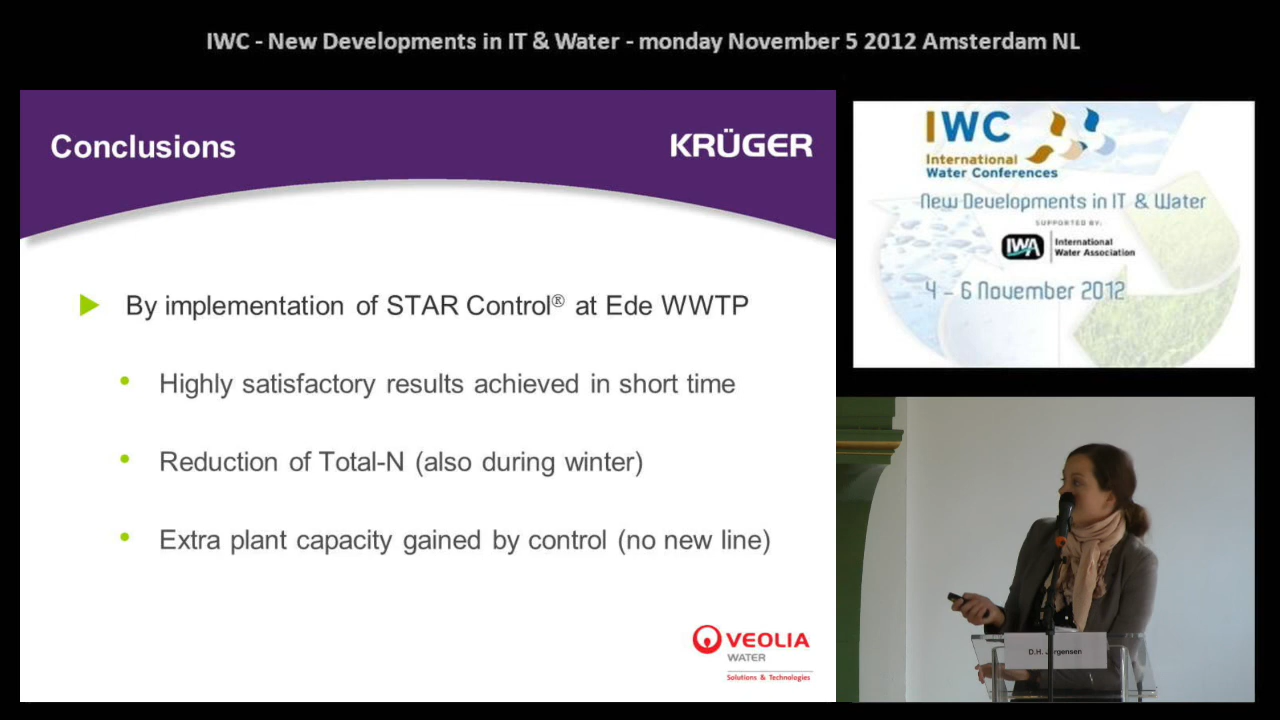 IWC - New Developments in IT & Water - monday November 5 2012 Amsterdam NL
Conclusions
KRÜGER
By implementation of STAR Control® at Ede WWTP
Highly satisfactory results achieved in short time
Reduction of Total-N (also during winter)
Extra plant capacity gained by control (no new line)
VEOLIA
WATER
Solutions & Technologies
IWC
International
Water Conferences
New Developments in IT & Water
SUPPORTED BY:
IWA
International
Water Association
4 - 6 November 2012
D.H. Jørgensen